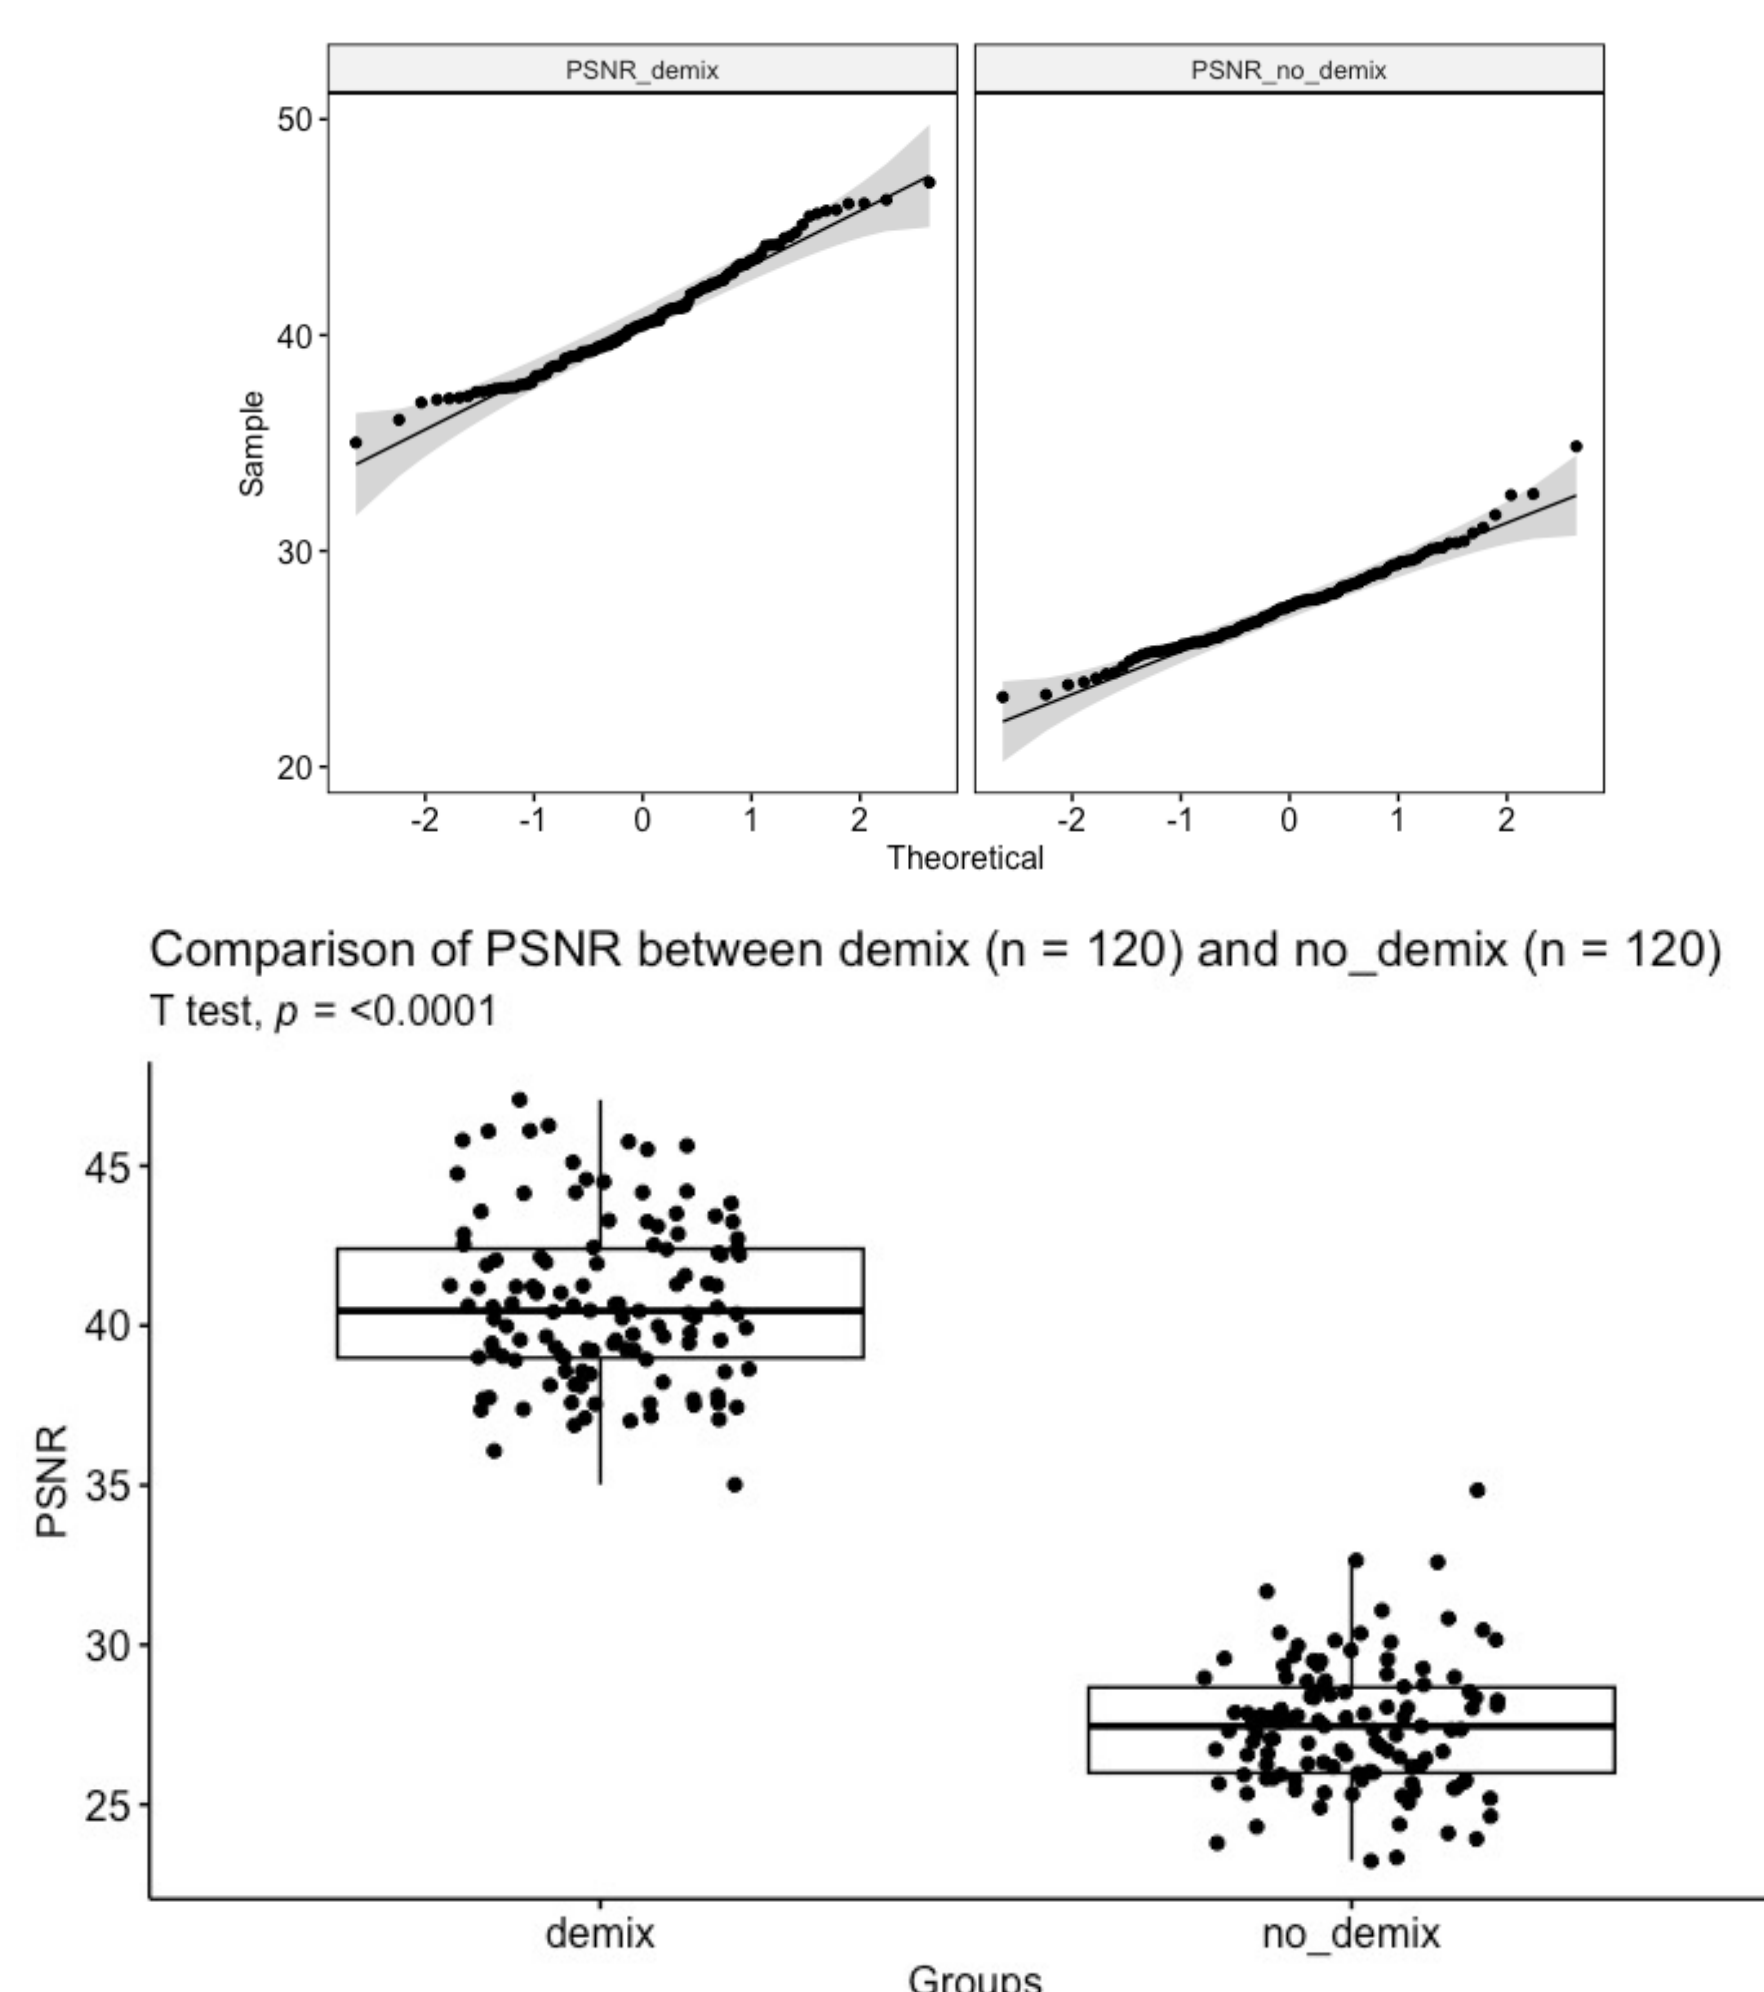 PSNR_demix PSNR_no_demix
50
40
30
20
Sample
-2 -1 0 1 2 -2 -1 0 1 2
Theoretical
Comparison of PSNR between demix (n = 120) and no_demix (n = 120)
T test, p = <0.0001
45
40
35
30
25
PSNR
demix no_demix
Groups